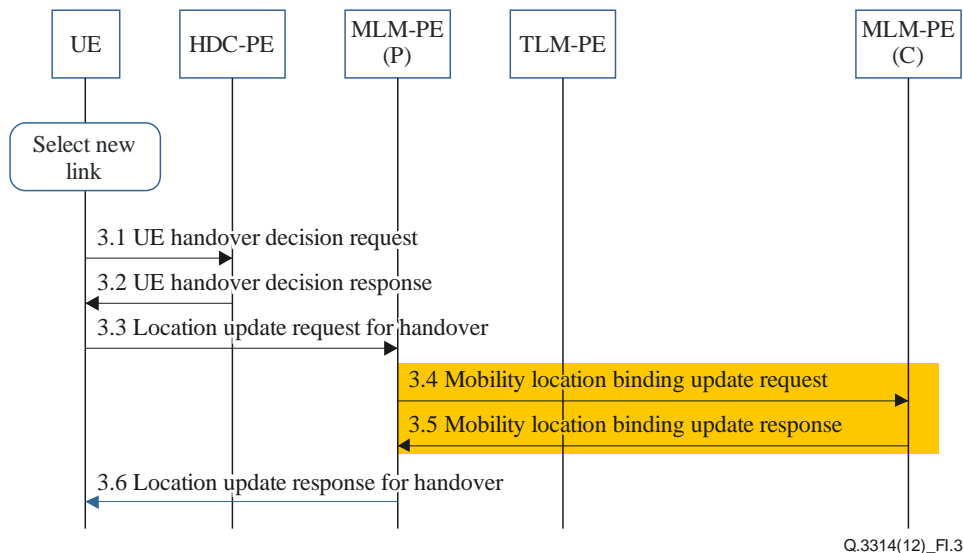 UE
HDC-PE
MLM-PE
(P)
TLM-PE
MLM-PE
(C)
Select new
link
3.1 UE handover decision request
3.2 UE handover decision response
3.3 Location update request for handover
3.4 Mobility location binding update request
3.5 Mobility location binding update response
3.6 Location update response for handover
Q.3314(12)_FI.3